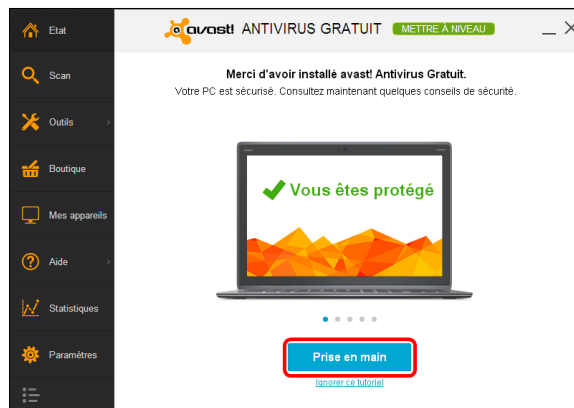 Etat
Scan
Outils
Boutique
Mes appareils
Aide
Statistiques
Paramètres
avast! ANTIVIRUS GRATUIT METTRE À NIVEAU
Merci d'avoir installé avast! Antivirus Gratuit.
Votre PC est sécurisé. Consultez maintenant quelques conseils de sécurité.
Vous êtes protégé
Prise en main
Ignorer ce tutoriel